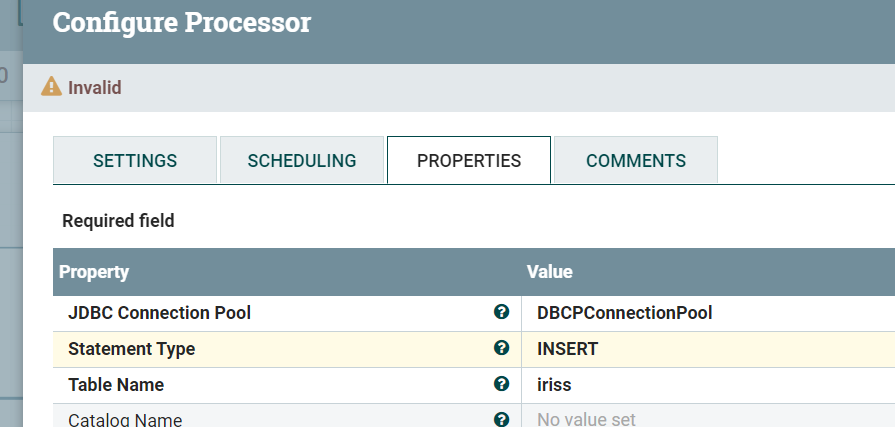 Configure Processor
0
Invalid
SETTINGS SCHEDULING PROPERTIES COMMENTS
Required field
Property Value
JDBC Connection Pool DBCPConnectionPool
Statement Type INSERT
Table Name iriss
Catalog Name No value set